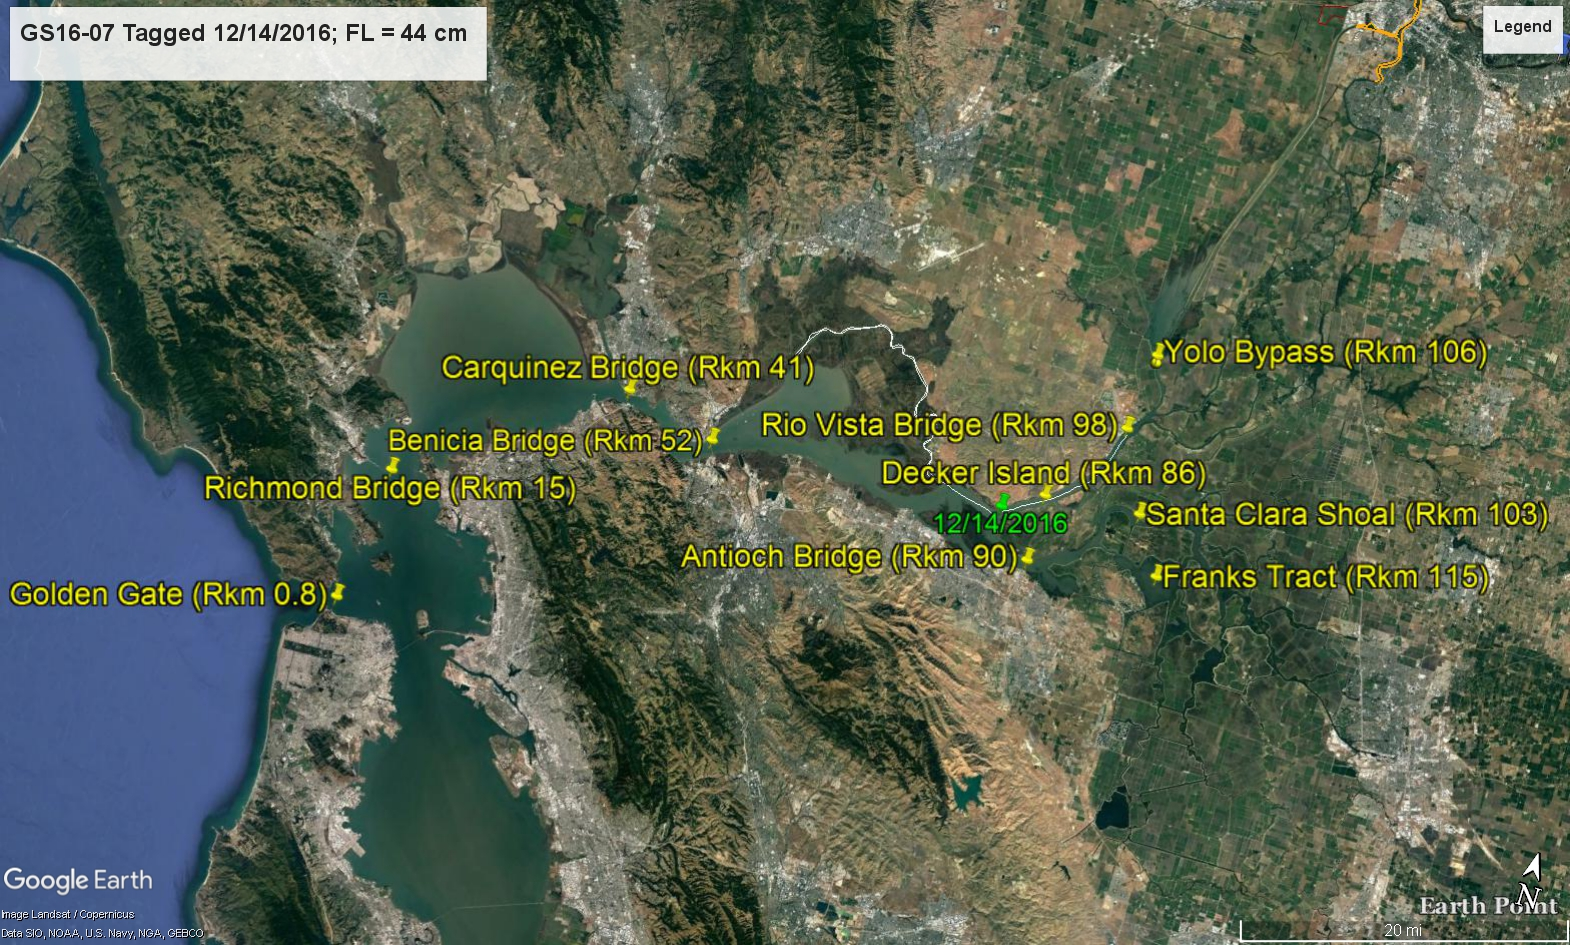 GS16-07 Tagged 12/14/2016; FL = 44 cm
Legend
Yolo Bypass (Rkm 106)
Carquinez Bridge (Rkm 41)
Rio Vista Bridge (Rkm 98)
Benicia Bridge (Rkm 52)
Decker Island (Rkm 86)
Richmond Bridge (Rkm 15)
Santa Clara Shoal (Rkm 103)
12/14/2016
Antioch Bridge (Rkm 90)
Franks Tract (Rkm 115)
Golden Gate (Rkm 0.8)
Google Earth
N
Earth Point
Image Landsat / Copernicus
Data SIO, NOAA, U.S. Navy, NGA, GEBCO
20 mi